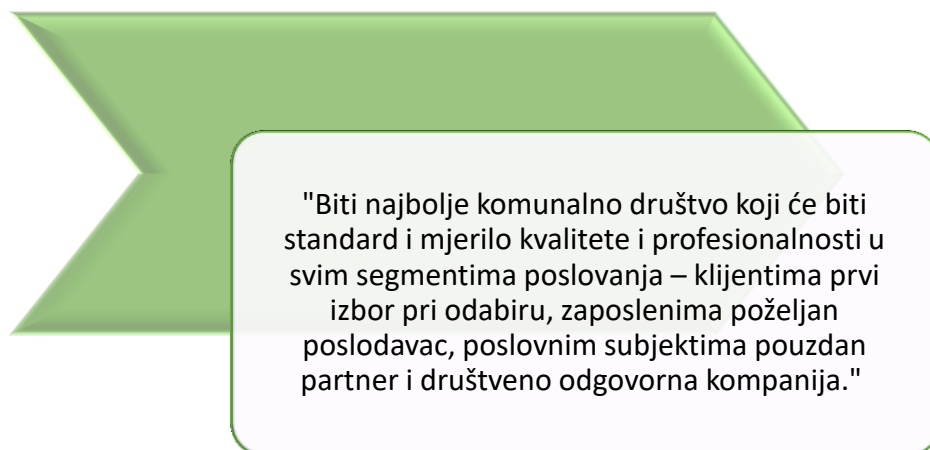 "Biti najbolje komunalno društvo koji će biti
standard i mjerilo kvalitete i profesionalnosti u
svim segmentima poslovanja – klijentima prvi
izbor pri odabiru, zaposlenima poželjan
poslodavac, poslovnim subjektima pouzdan
partner i društveno odgovorna kompanija."